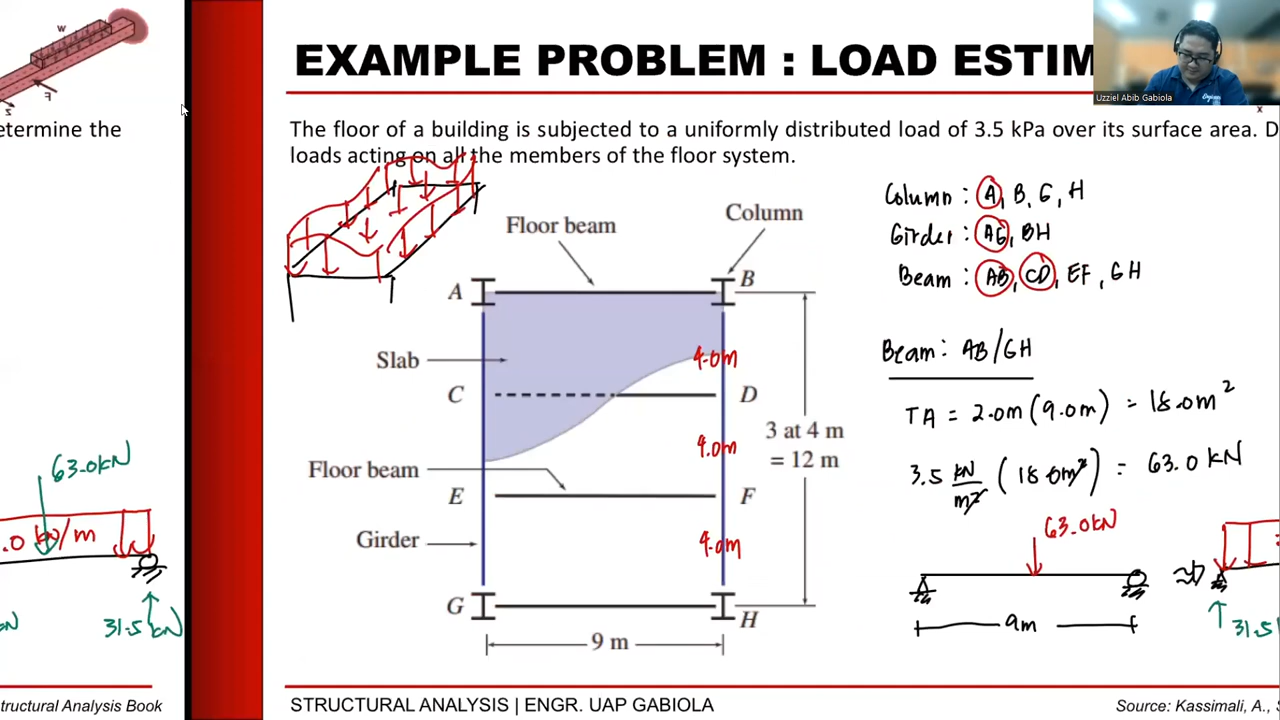 w
etermine the
63.0kN
.0 kN/m
31.5 kN
kN
tructural Analysis Book
EXAMPLE PROBLEM : LOAD ESTIM
Uzziel Abib Gabiola
The floor of a building is subjected to a uniformly distributed load of 3.5 kPa over its surface area. D
loads acting on all the members of the floor system.
Floor beam
Column
A
B
Slab
4.0m
C
D
4.0m
3 at 4 m
= 12 m
Floor beam
E
F
Girder
4.0m
G
H
9 m
Column : A, B, G, H
Girder : AG, BH
Beam : AB, CD, EF, GH
Beam: AB/GH
TA = 2.0m (9.0m) = 18.0m²
3.5 kN/m² (18.0m²) = 63.0 kN
63.0kN
9m
31.5
STRUCTURAL ANALYSIS | ENGR. UAP GABIOLA
Source: Kassimali, A., S